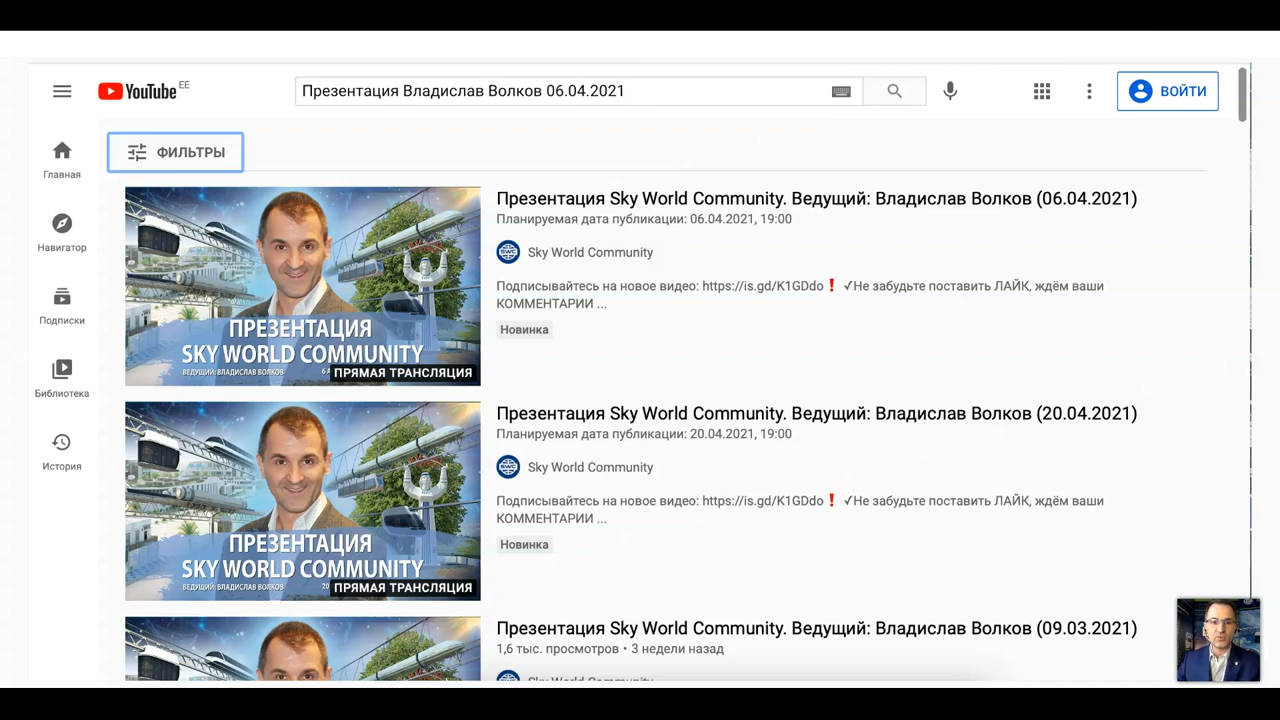 YouTube EE
Презентация Владислав Волков 06.04.2021
ВОЙТИ
ФИЛЬТРЫ
Главная
Навигатор
Подписки
Библиотека
История
ПРЕЗЕНТАЦИЯ
SKY WORLD COMMUNITY
ВЕДУЩИЙ: ВЛАДИСЛАВ ВОЛКОВ
ПРЯМАЯ ТРАНСЛЯЦИЯ
Презентация Sky World Community. Ведущий: Владислав Волков (06.04.2021)
Планируемая дата публикации: 06.04.2021, 19:00
SWC
Sky World Community
Подписывайтесь на новое видео: https://is.gd/K1GDdo❗ ✓Не забудьте поставить ЛАЙК, ждём ваши
КОММЕНТАРИИ ...
Новинка
ПРЕЗЕНТАЦИЯ
SKY WORLD COMMUNITY
ВЕДУЩИЙ: ВЛАДИСЛАВ ВОЛКОВ 20
ПРЯМАЯ ТРАНСЛЯЦИЯ
Презентация Sky World Community. Ведущий: Владислав Волков (20.04.2021)
Планируемая дата публикации: 20.04.2021, 19:00
SWC
Sky World Community
Подписывайтесь на новое видео: https://is.gd/K1GDdo❗ ✓Не забудьте поставить ЛАЙК, ждём ваши
КОММЕНТАРИИ ...
Новинка
Презентация Sky World Community. Ведущий: Владислав Волков (09.03.2021)
1,6 тыс. просмотров • 3 недели назад
Sky World Community